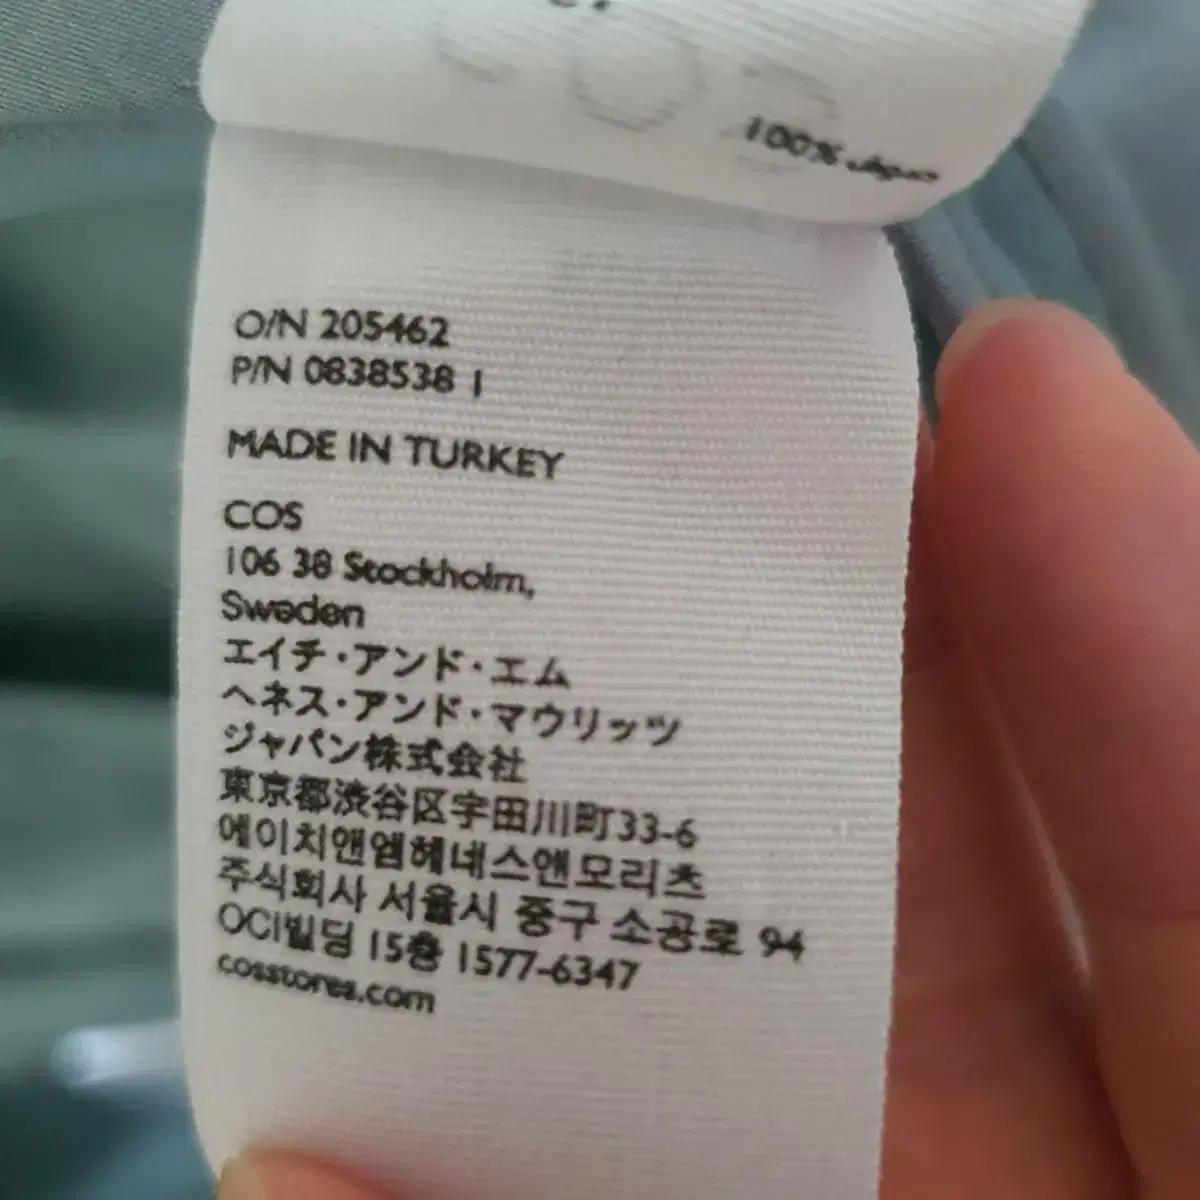 100% صوف
O/N 205462
P/N 0838538 1
MADE IN TURKEY
COS
106 38 Stockholm,
Sweden
エイチ・アンド・エム
ヘネス・アンド・マウリッツ
ジャパン株式会社
東京都渋谷区宇田川町33-6
에이치앤엠헤네스앤모리츠
주식회사 서울시 중구 소공로 94
OCI빌딩 15층 1577-6347
cosstores.com